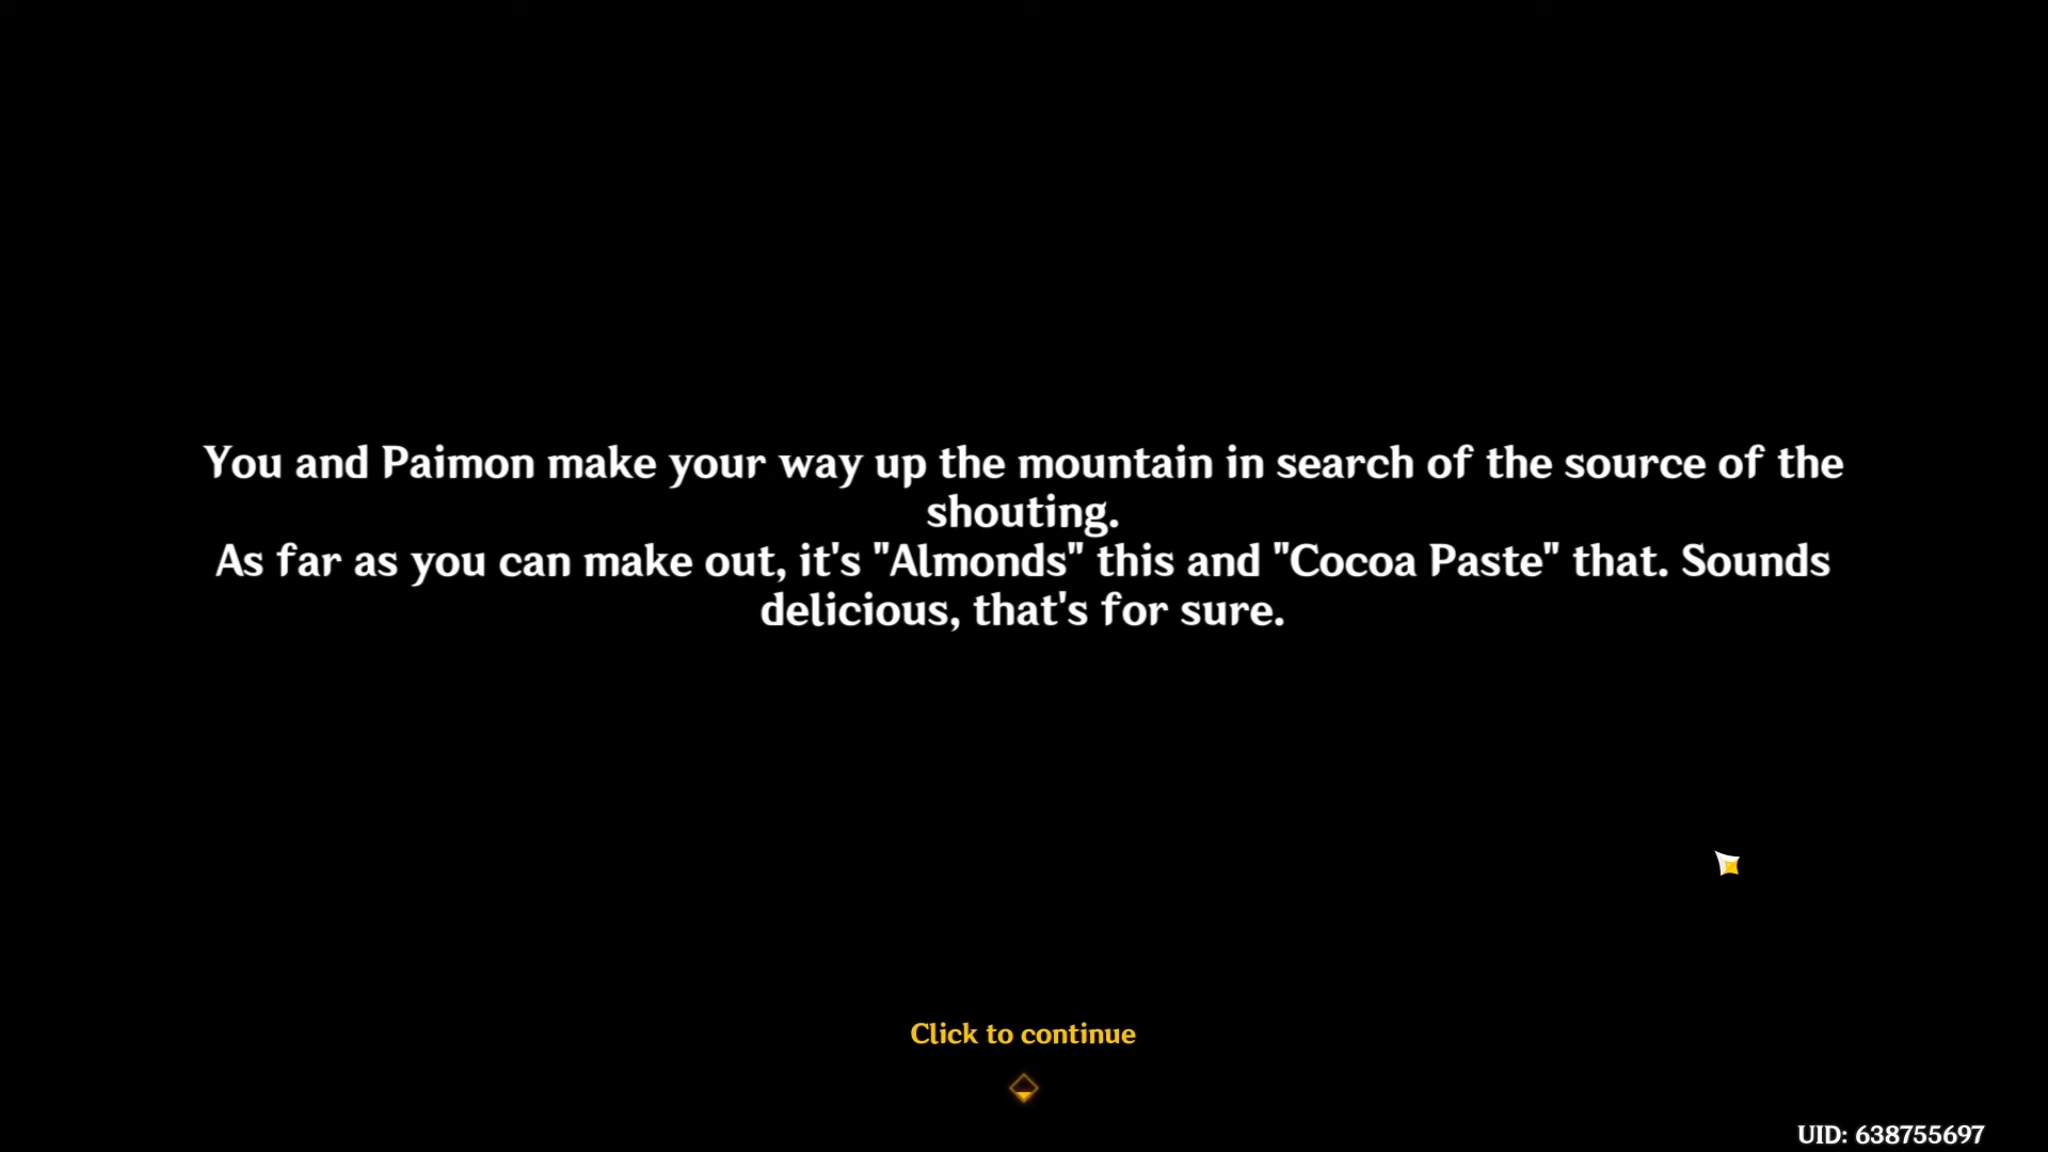 You and Paimon make your way up the mountain in search of the source of the
shouting.
As far as you can make out, it's "Almonds" this and "Cocoa Paste" that. Sounds
delicious, that's for sure.
Click to continue
UID: 638755697